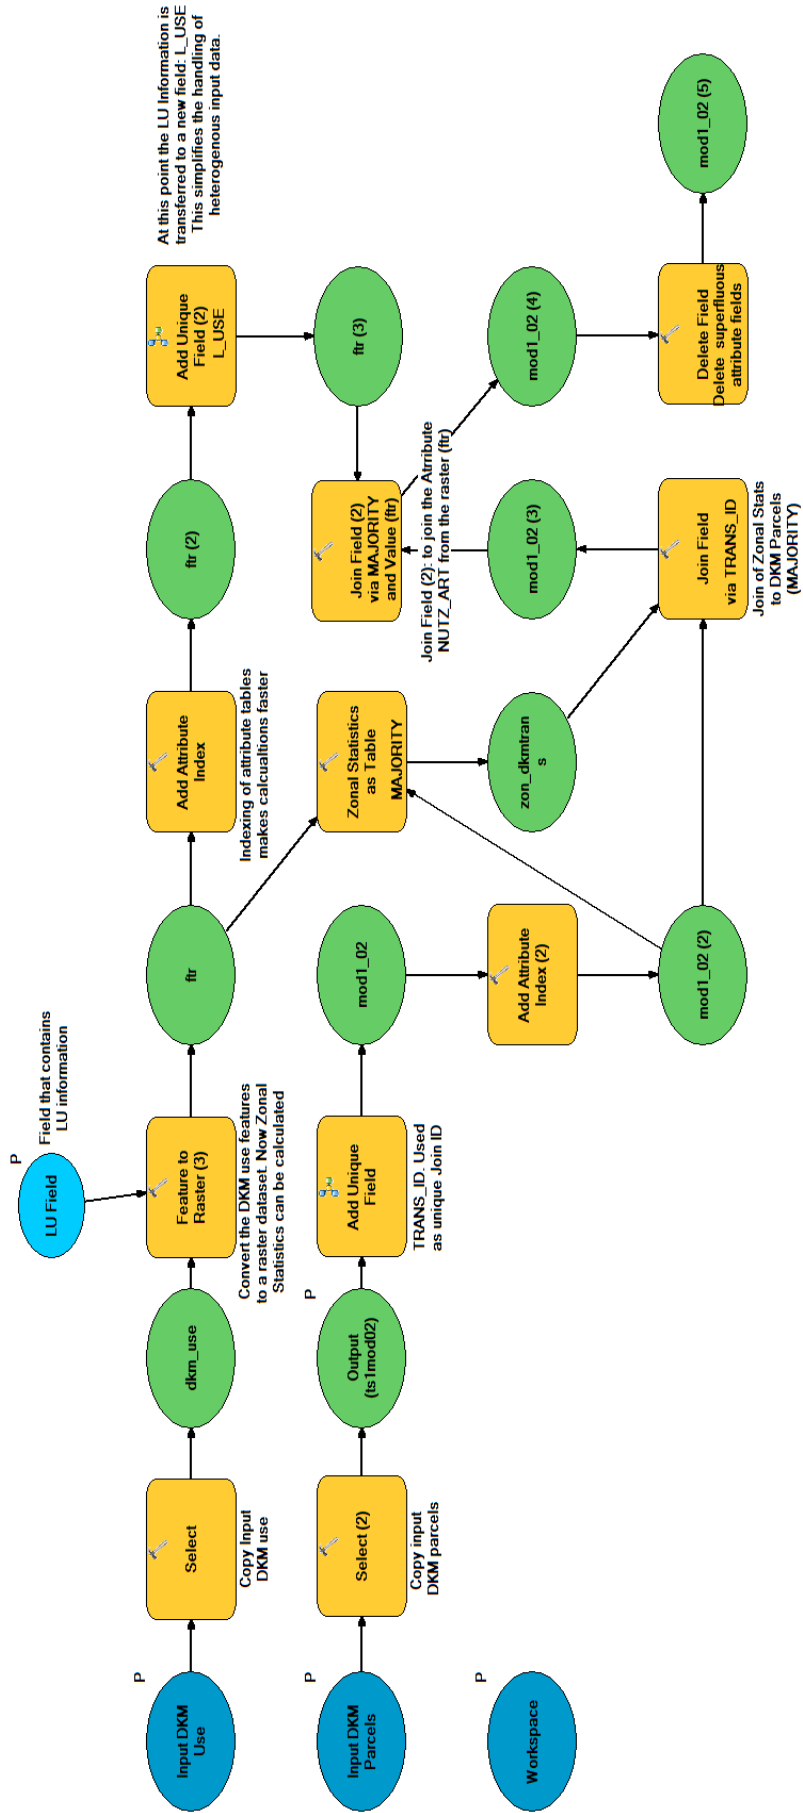 P
Input DKM
Use
Select
Copy Input
DKM use
dkm_use
P
LU Field
Field that contains
LU information
Feature to
Raster (3)
Convert the DKM use features
to a raster dataset. Now Zonal
Statistics can be calculated
ftr
Add Attribute
Index
Indexing of attribute tables
makes calcualtions faster
ftr (2)
Add Unique
Field (2)
L_USE
At this point the LU Information is
transferred to a new field: L_USE
This simplifies the handling of
heterogenous input data.
P
Input DKM
Parcels
Select (2)
Copy input
DKM parcels
P
Output
(ts1mod02)
Add Unique
Field
TRANS_ID. Used
as unique Join ID
mod1_02
Zonal Statistics
as Table
MAJORITY
Join Field (2)
via MAJORITY
and Value (ftr)
Join Field (2): to join the Atrribute
NUTZ_ART from the raster (ftr)
ftr (3)
P
Workspace
Add Attribute
Index (2)
zon_dkmtran
s
mod1_02 (3)
mod1_02 (4)
mod1_02 (2)
Join Field
via TRANS_ID
Join of Zonal Stats
to DKM Parcels
(MAJORITY)
Delete Field
Delete superfluous
attribute fields
mod1_02 (5)